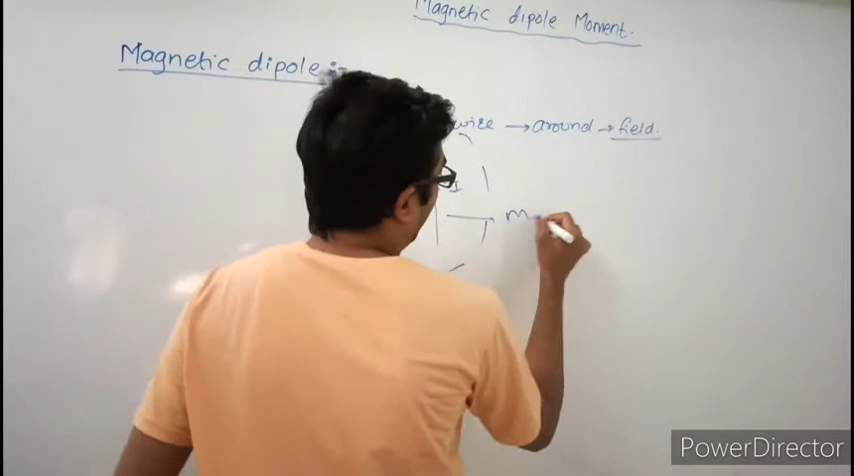 Magnetic dipole Moment.
Magnetic dipole :-
wire → around → field.
I
m
PowerDirector